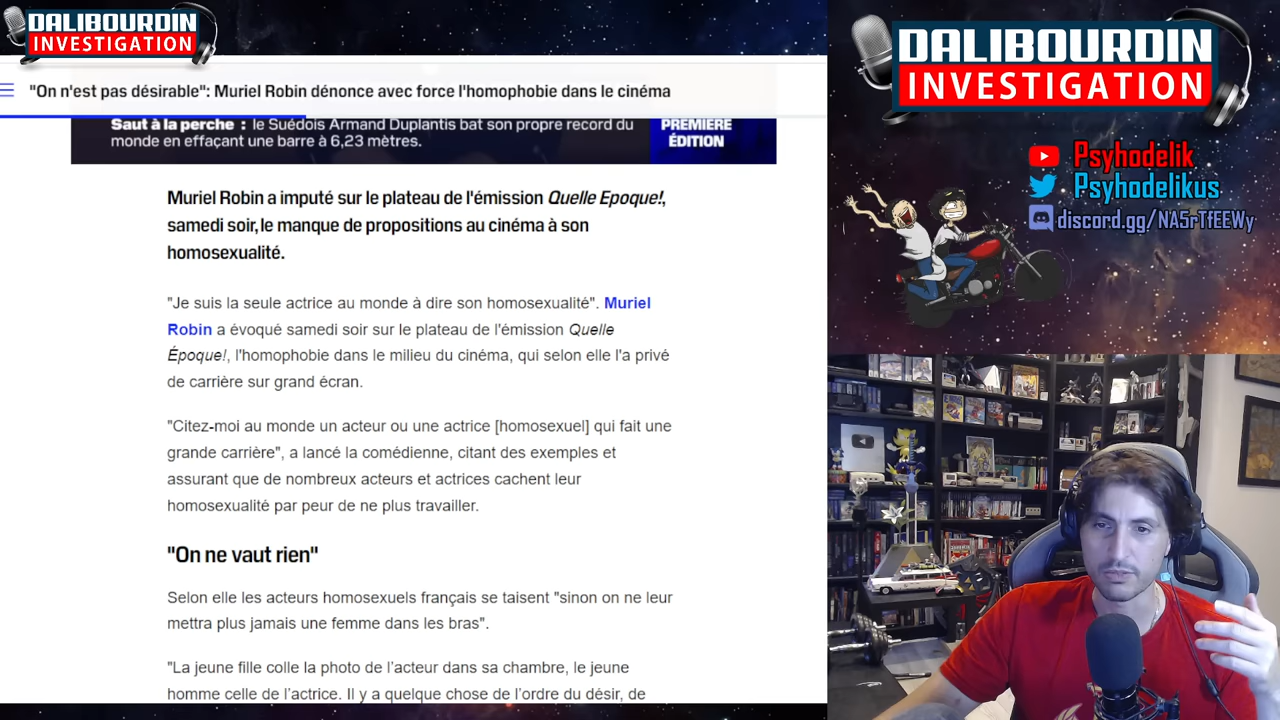 DALIBOURDIN
INVESTIGATION
"On n'est pas désirable": Muriel Robin dénonce avec force l'homophobie dans le cinéma
Saut à la perche : le Suédois Armand Duplantis bat son propre record du
monde en effaçant une barre à 6,23 mètres.
PREMIÈRE
ÉDITION
Muriel Robin a imputé sur le plateau de l'émission Quelle Epoque!,
samedi soir, le manque de propositions au cinéma à son
homosexualité.
"Je suis la seule actrice au monde à dire son homosexualité". Muriel
Robin a évoqué samedi soir sur le plateau de l'émission Quelle
Époque!, l'homophobie dans le milieu du cinéma, qui selon elle l'a privé
de carrière sur grand écran.
"Citez-moi au monde un acteur ou une actrice [homosexuel] qui fait une
grande carrière", a lancé la comédienne, citant des exemples et
assurant que de nombreux acteurs et actrices cachent leur
homosexualité par peur de ne plus travailler.
"On ne vaut rien"
Selon elle les acteurs homosexuels français se taisent "sinon on ne leur
mettra plus jamais une femme dans les bras".
"La jeune fille colle la photo de l'acteur dans sa chambre, le jeune
homme celle de l'actrice. Il y a quelque chose de l'ordre du désir, de
DALIBOURDIN
INVESTIGATION
Psyhodelik
Psyhodelikus
discord.gg/NA5rTfEEWy